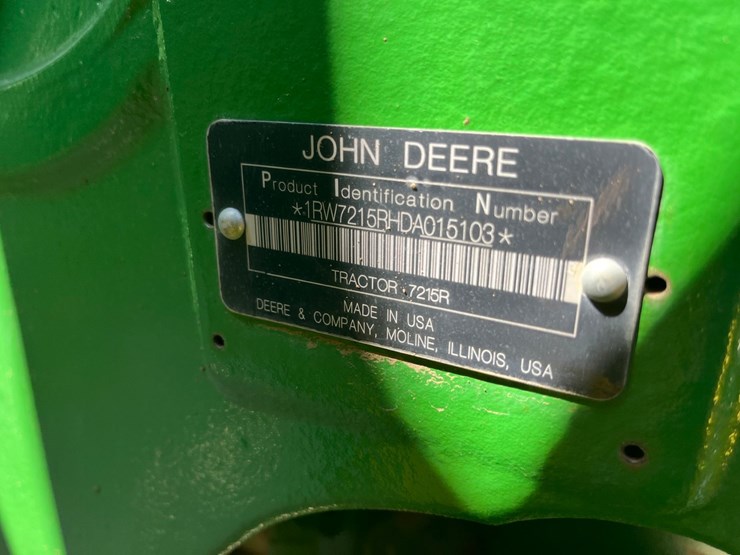 JOHN DEERE
Product Identification Number
*1RW7215RHDA015103*
TRACTOR 7215R
MADE IN USA
DEERE & COMPANY, MOLINE, ILLINOIS, USA